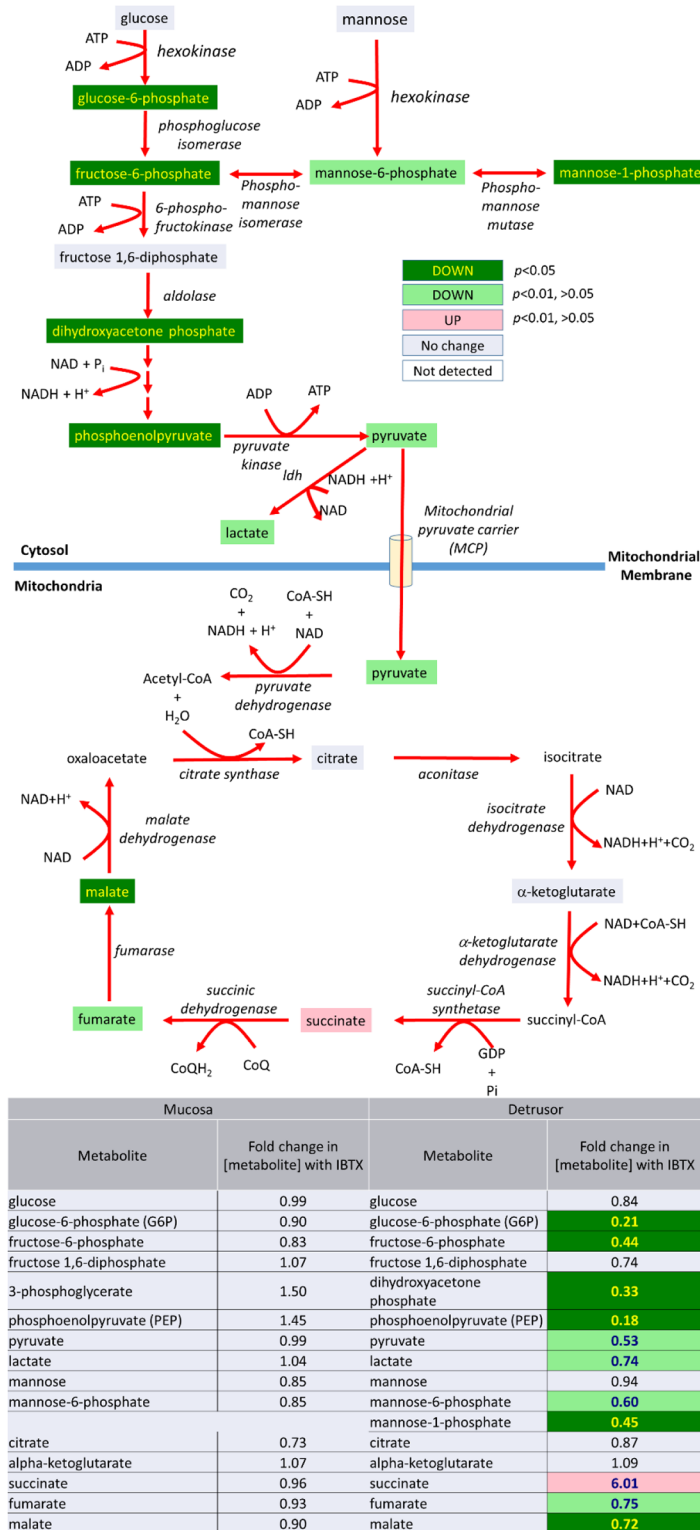 glucose
mannose
ATP
ADP
hexokinase
ATP
ADP
hexokinase
glucose-6-phosphate
phosphoglucose
isomerase
fructose-6-phosphate
Phospho-
mannose
isomerase
mannose-6-phosphate
Phospho-
mannose
mutase
mannose-1-phosphate
ATP
ADP
6-phospho-
fructokinase
fructose 1,6-diphosphate
aldolase
DOWN p<0.05
DOWN p<0.01, >0.05
UP p<0.01, >0.05
No change
Not detected
dihydroxyacetone phosphate
NAD + Pi
NADH + H⁺
ADP
ATP
phosphoenolpyruvate
pyruvate
kinase
pyruvate
ldh
NADH +H⁺
NAD
lactate
Mitochondrial
pyruvate carrier
(MCP)
Cytosol
Mitochondria
Mitochondrial
Membrane
CO₂
+
NADH + H⁺
CoA-SH
+
NAD
pyruvate
pyruvate
dehydrogenase
Acetyl-CoA
+
H₂O
CoA-SH
oxaloacetate
citrate synthase
citrate
aconitase
isocitrate
NAD+H⁺
NAD
malate
dehydrogenase
isocitrate
dehydrogenase
NAD
NADH+H⁺+CO₂
malate
α-ketoglutarate
fumarase
α-ketoglutarate
dehydrogenase
NAD+CoA-SH
NADH+H⁺+CO₂
fumarate
succinic
dehydrogenase
CoQH₂
CoQ
succinate
succinyl-CoA
synthetase
CoA-SH
GDP
+
Pi
succinyl-CoA
Mucosa Detrusor
Metabolite Fold change in [metabolite] with IBTX Metabolite Fold change in [metabolite] with IBTX
glucose 0.99 glucose 0.84
glucose-6-phosphate (G6P) 0.90 glucose-6-phosphate (G6P) 0.21
fructose-6-phosphate 0.83 fructose-6-phosphate 0.44
fructose 1,6-diphosphate 1.07 fructose 1,6-diphosphate 0.74
3-phosphoglycerate 1.50 dihydroxyacetone phosphate 0.33
phosphoenolpyruvate (PEP) 1.45 phosphoenolpyruvate (PEP) 0.18
pyruvate 0.99 pyruvate 0.53
lactate 1.04 lactate 0.74
mannose 0.85 mannose 0.94
mannose-6-phosphate 0.85 mannose-6-phosphate 0.60
mannose-1-phosphate 0.45
citrate 0.73 citrate 0.87
alpha-ketoglutarate 1.07 alpha-ketoglutarate 1.09
succinate 0.96 succinate 6.01
fumarate 0.93 fumarate 0.75
malate 0.90 malate 0.72